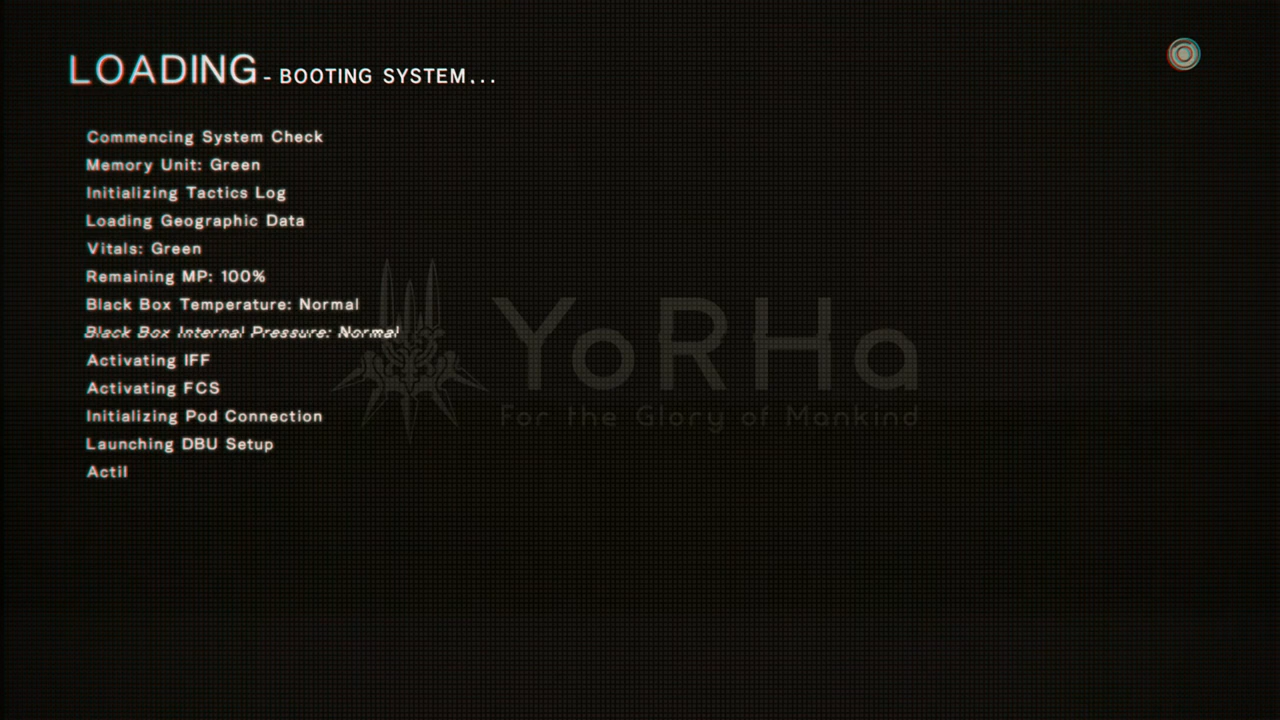 LOADING - BOOTING SYSTEM...
Commencing System Check
Memory Unit: Green
Initializing Tactics Log
Loading Geographic Data
Vitals: Green
Remaining MP: 100%
Black Box Temperature: Normal
Black Box Internal Pressure: Normal
Activating IFF
Activating FCS
Initializing Pod Connection
Launching DBU Setup
Actil
YoRHa
For the Glory of Mankind